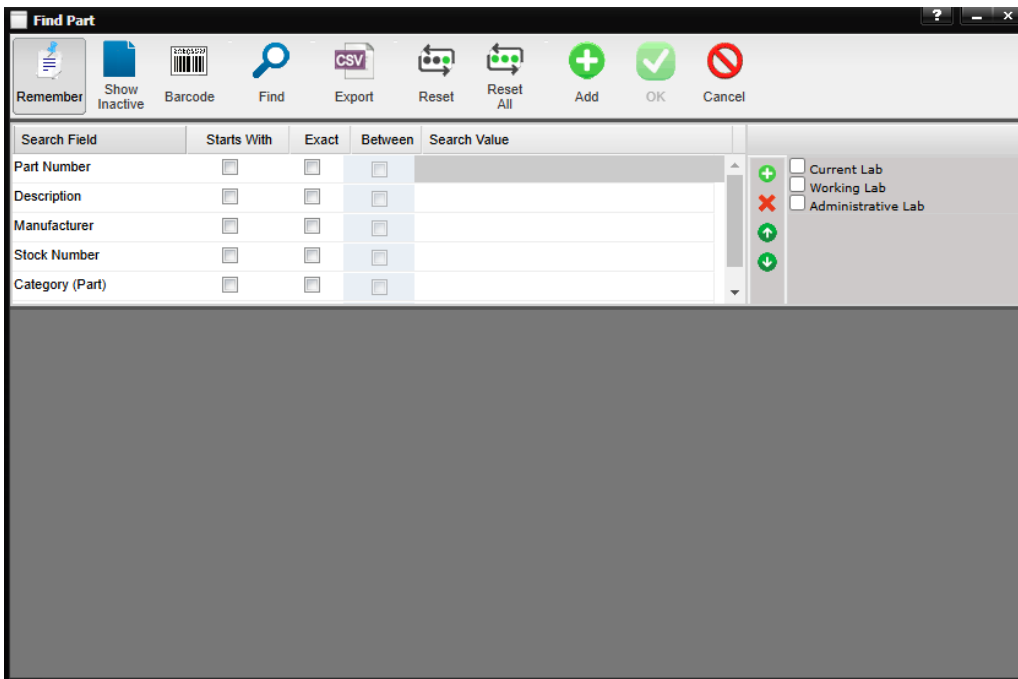 Find Part
?
Remember Show Inactive Barcode Find CSV Export Reset Reset All Add OK Cancel
Search Field Starts With Exact Between Search Value
Part Number
Description
Manufacturer
Stock Number
Category (Part)
Current Lab
Working Lab
Administrative Lab